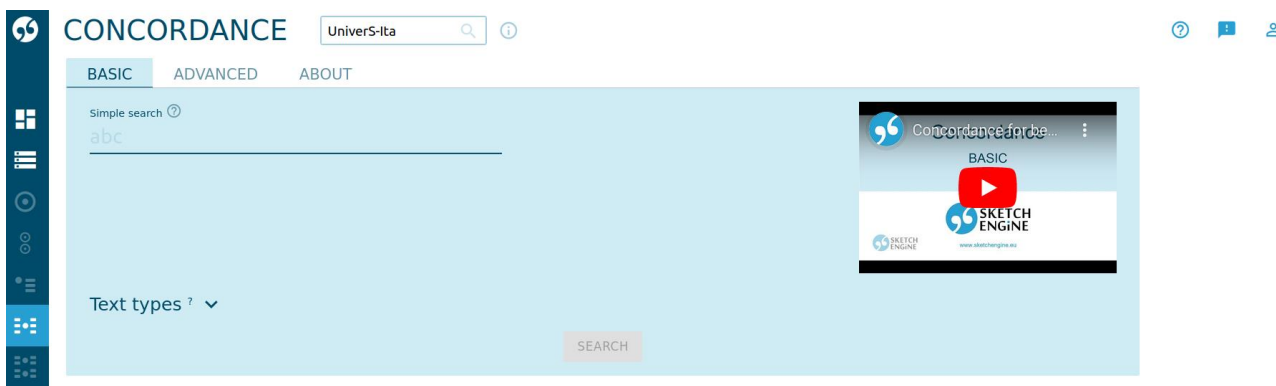 CONCORDANCE
UniverS-Ita
BASIC ADVANCED ABOUT
Simple search ?
abc
Concordance for be...
Concordance
BASIC
SKETCH
ENGINE
SKETCH
ENGINE
www.sketchengine.eu
Text types ?
SEARCH